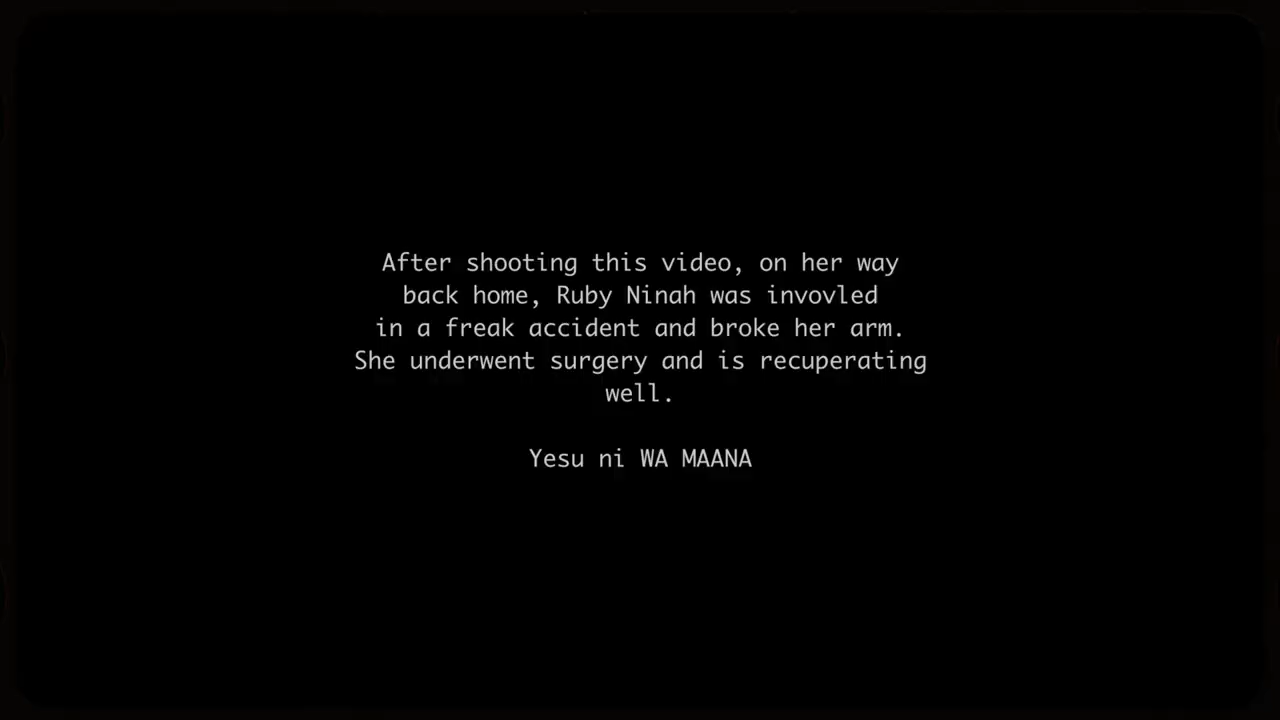 After shooting this video, on her way
back home, Ruby Ninah was invovled
in a freak accident and broke her arm.
She underwent surgery and is recuperating
well.
Yesu ni WA MAANA